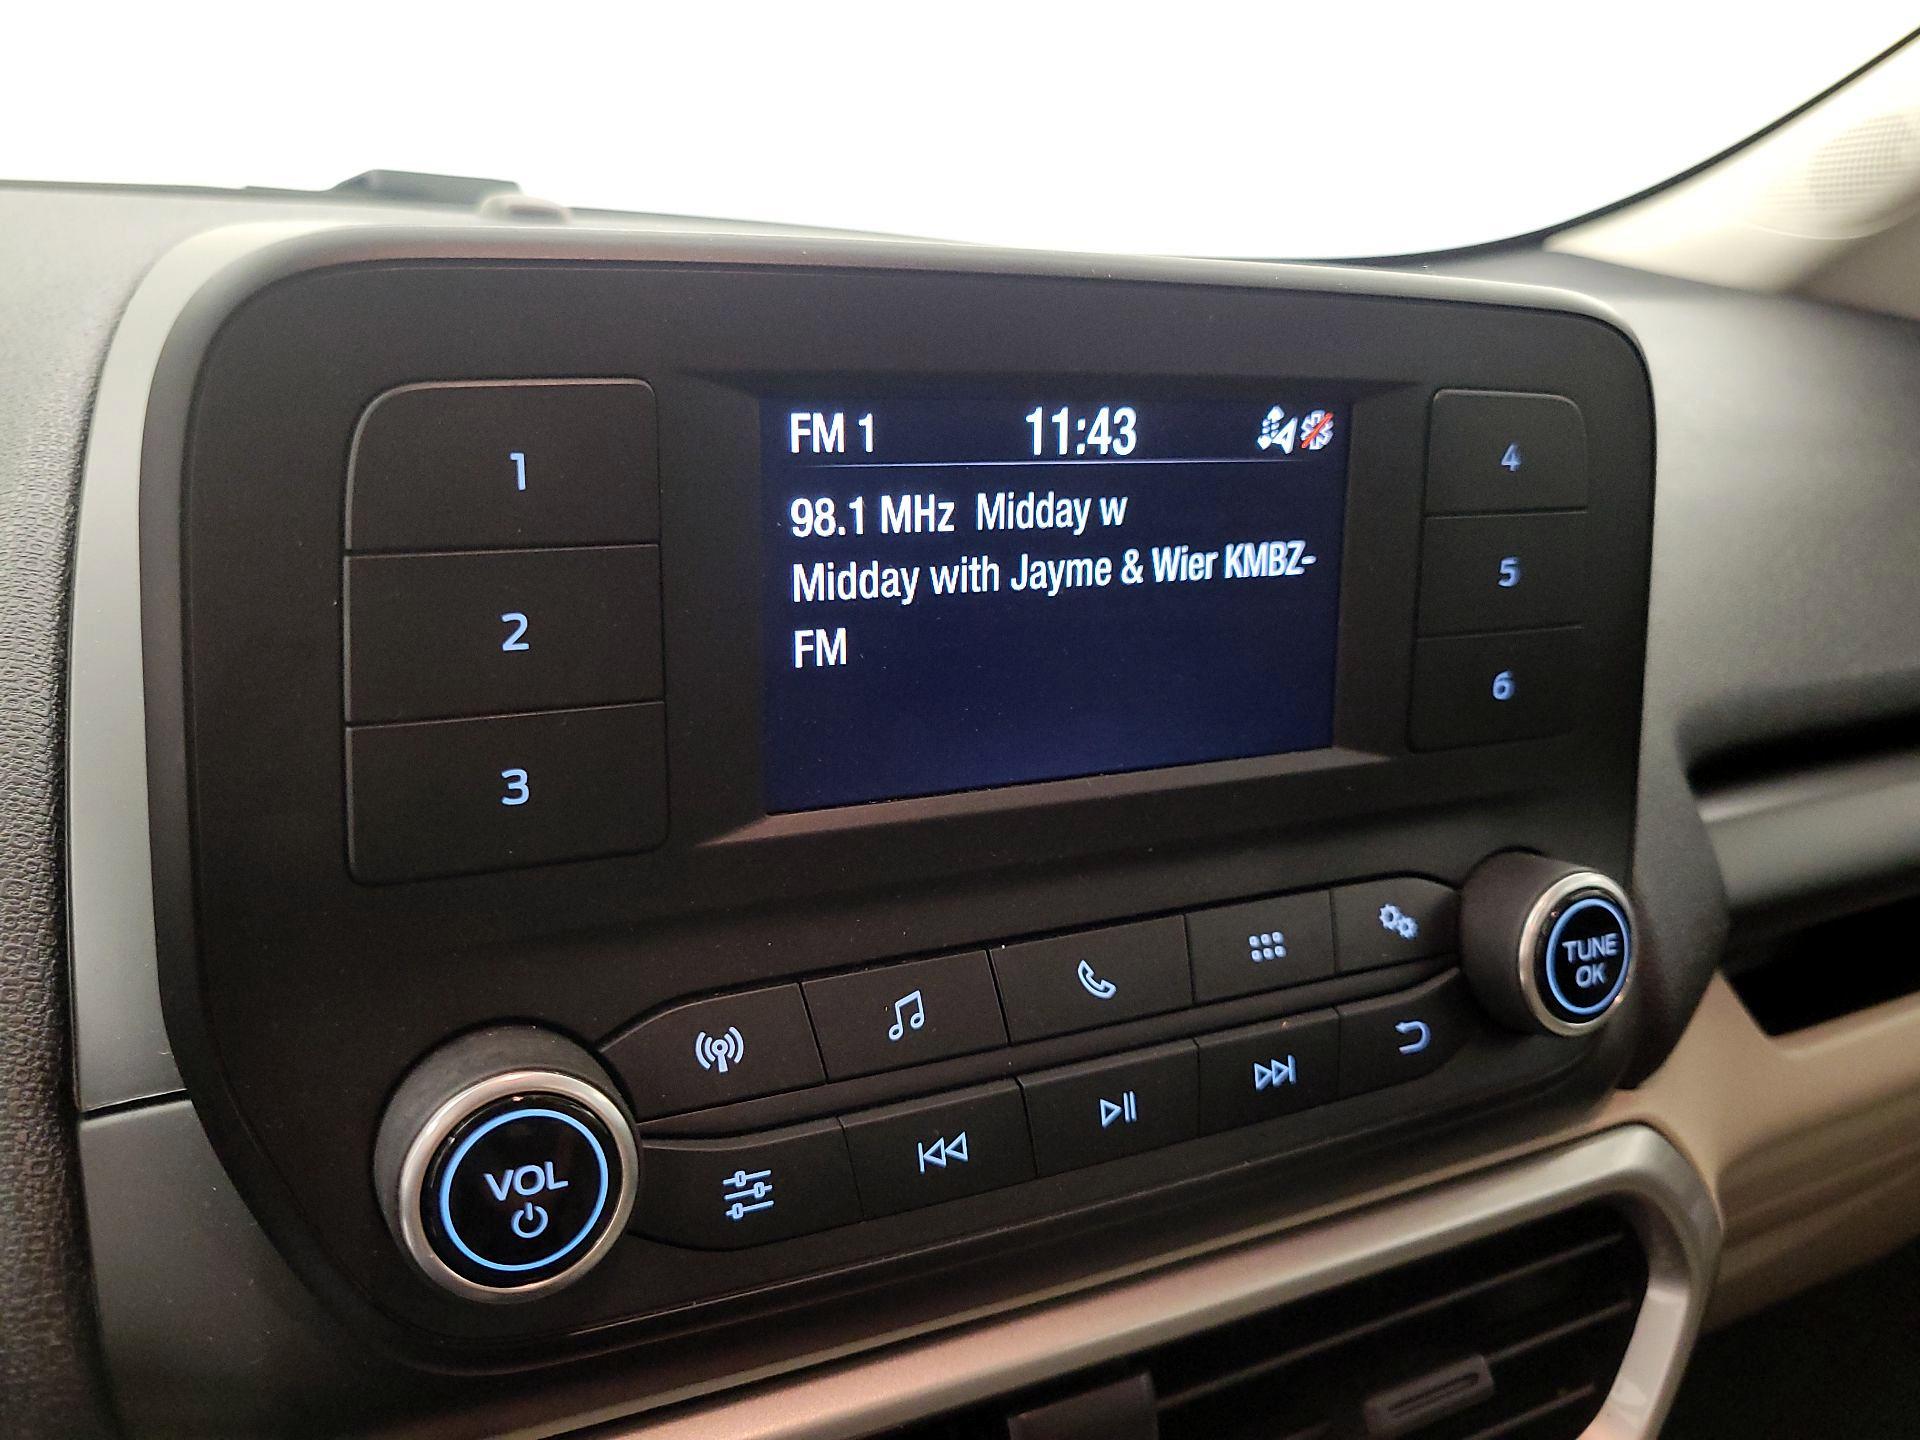 FM 1 11:43
98.1 MHz Midday w
Midday with Jayme & Wier KMBZ-
FM
1
2
3
4
5
6
VOL
TUNE
OK